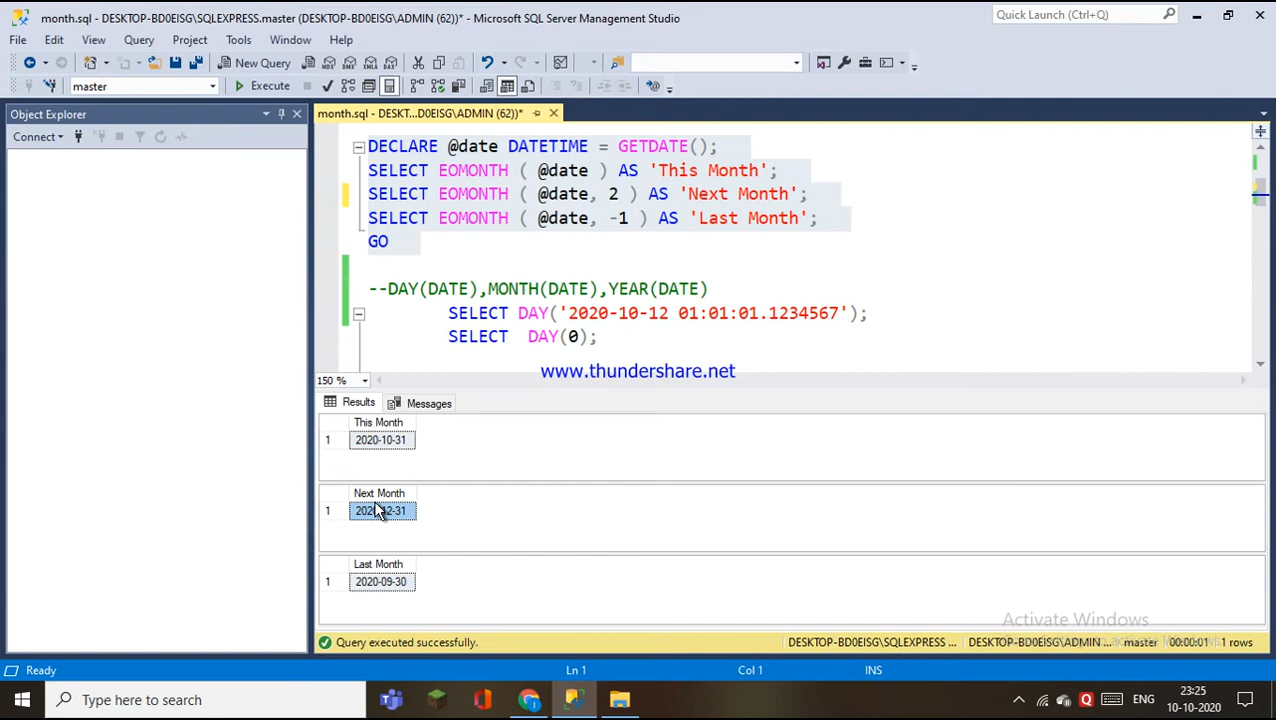 month.sql - DESKTOP-BD0EISG\SQLEXPRESS.master (DESKTOP-BD0EISG\ADMIN (62))* - Microsoft SQL Server Management Studio
Quick Launch (Ctrl+Q)
File Edit View Query Project Tools Window Help
New Query MDX DMX XMLA DAX
master Execute
Object Explorer
month.sql - DESKT...D0EISG\ADMIN (62))*
Connect
DECLARE @date DATETIME = GETDATE();
SELECT EOMONTH ( @date ) AS 'This Month';
SELECT EOMONTH ( @date, 2 ) AS 'Next Month';
SELECT EOMONTH ( @date, -1 ) AS 'Last Month';
GO
--DAY(DATE),MONTH(DATE),YEAR(DATE)
SELECT DAY('2020-10-12 01:01:01.1234567');
SELECT DAY(0);
www.thundershare.net
150 %
Results Messages
This Month
1 2020-10-31
Next Month
1 2020-12-31
Last Month
1 2020-09-30
Activate Windows
Query executed successfully.
DESKTOP-BD0EISG\SQLEXPRESS ... DESKTOP-BD0EISG\ADMIN ... master 00:00:01 1 rows
Ready Ln 1 Col 1 INS
Type here to search
ENG 23:25
10-10-2020